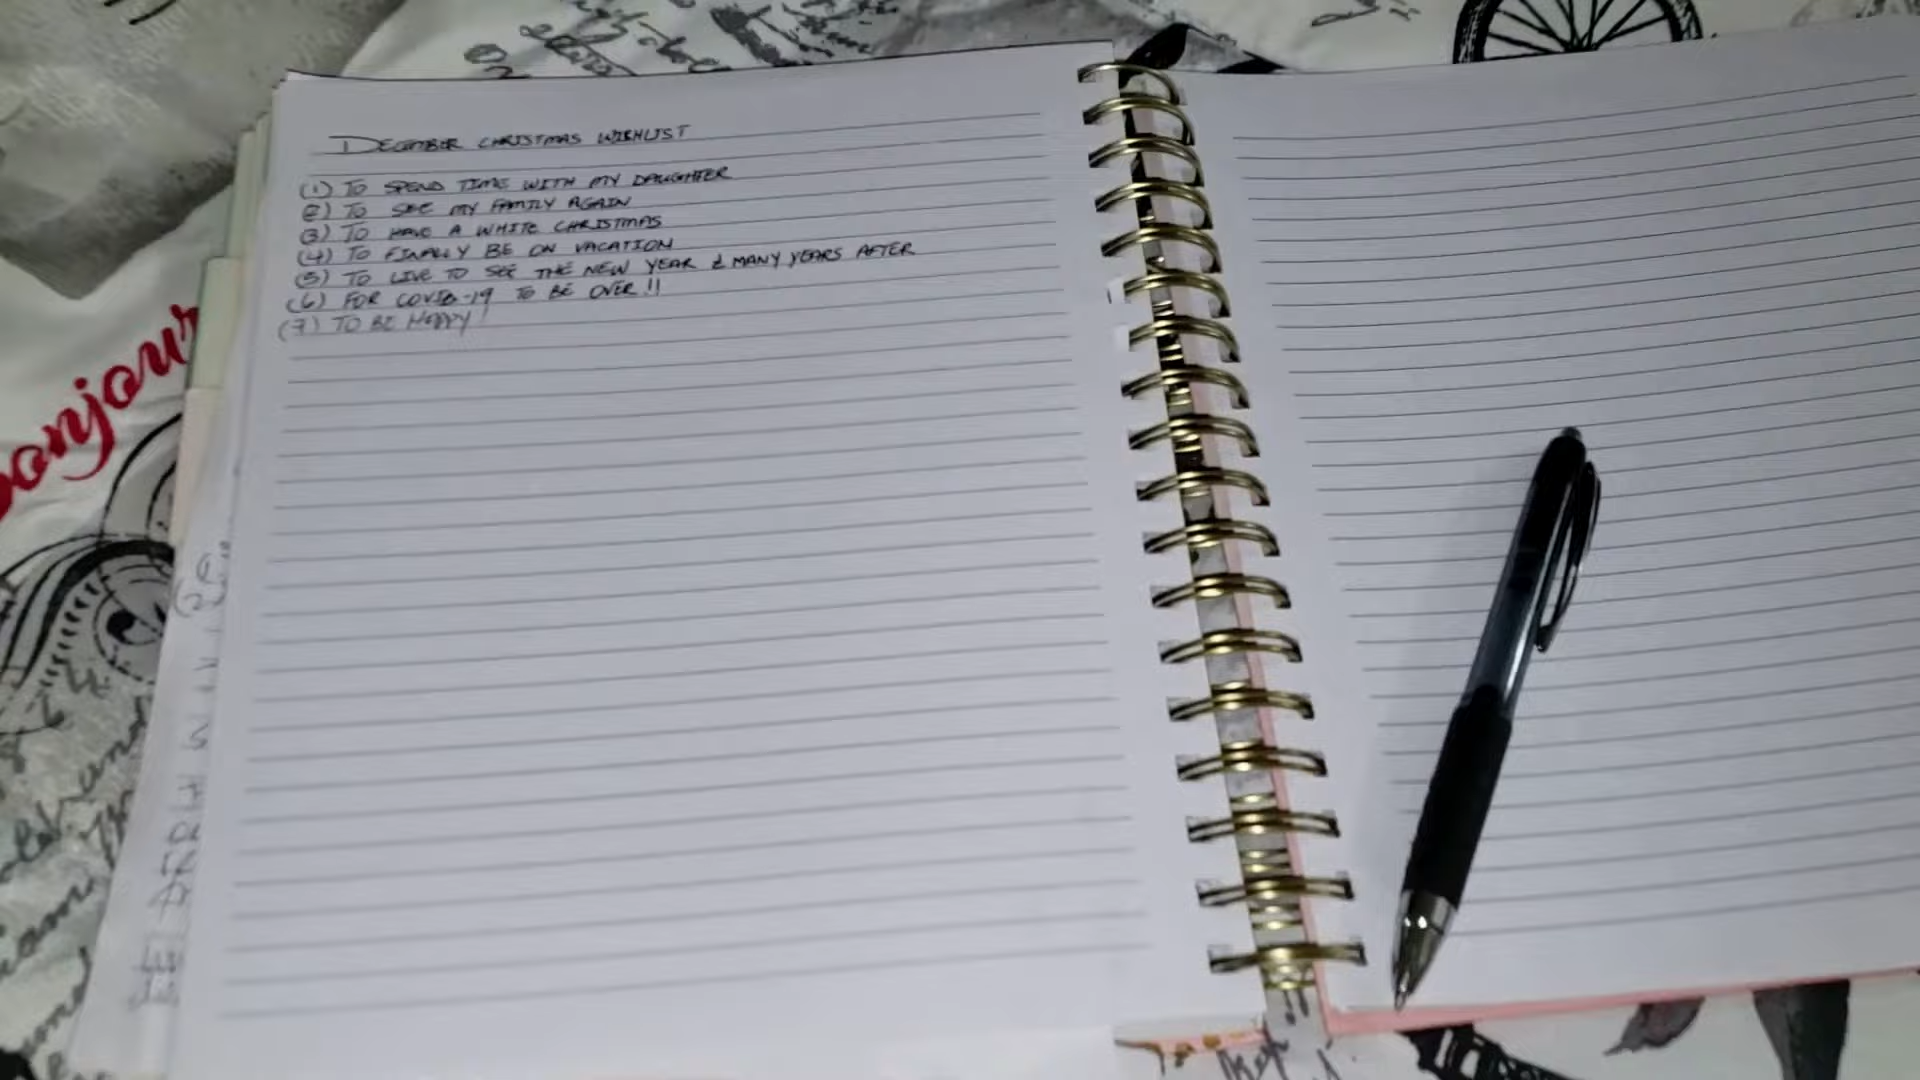 DECEMBER CHRISTMAS WISHLIST
(1) TO SPEND TIME WITH MY DAUGHTER
(2) TO SEE MY FAMILY AGAIN
(3) TO HAVE A WHITE CHRISTMAS
(4) TO FINALLY BE ON VACATION
(5) TO LIVE TO SEE THE NEW YEAR & MANY YEARS AFTER
(6) FOR COVID-19 TO BE OVER!!
(7) TO BE HAPPY!
bonjour